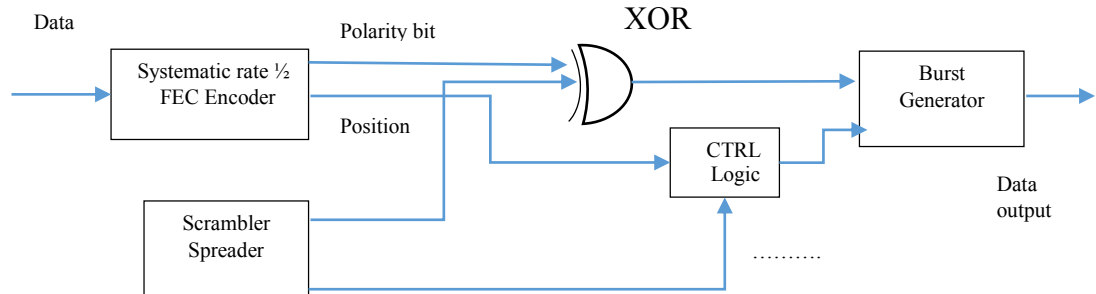 Data
Polarity bit
XOR
Systematic rate ½
FEC Encoder
Burst
Generator
Position
CTRL
Logic
Data
output
Scrambler
Spreader
……….